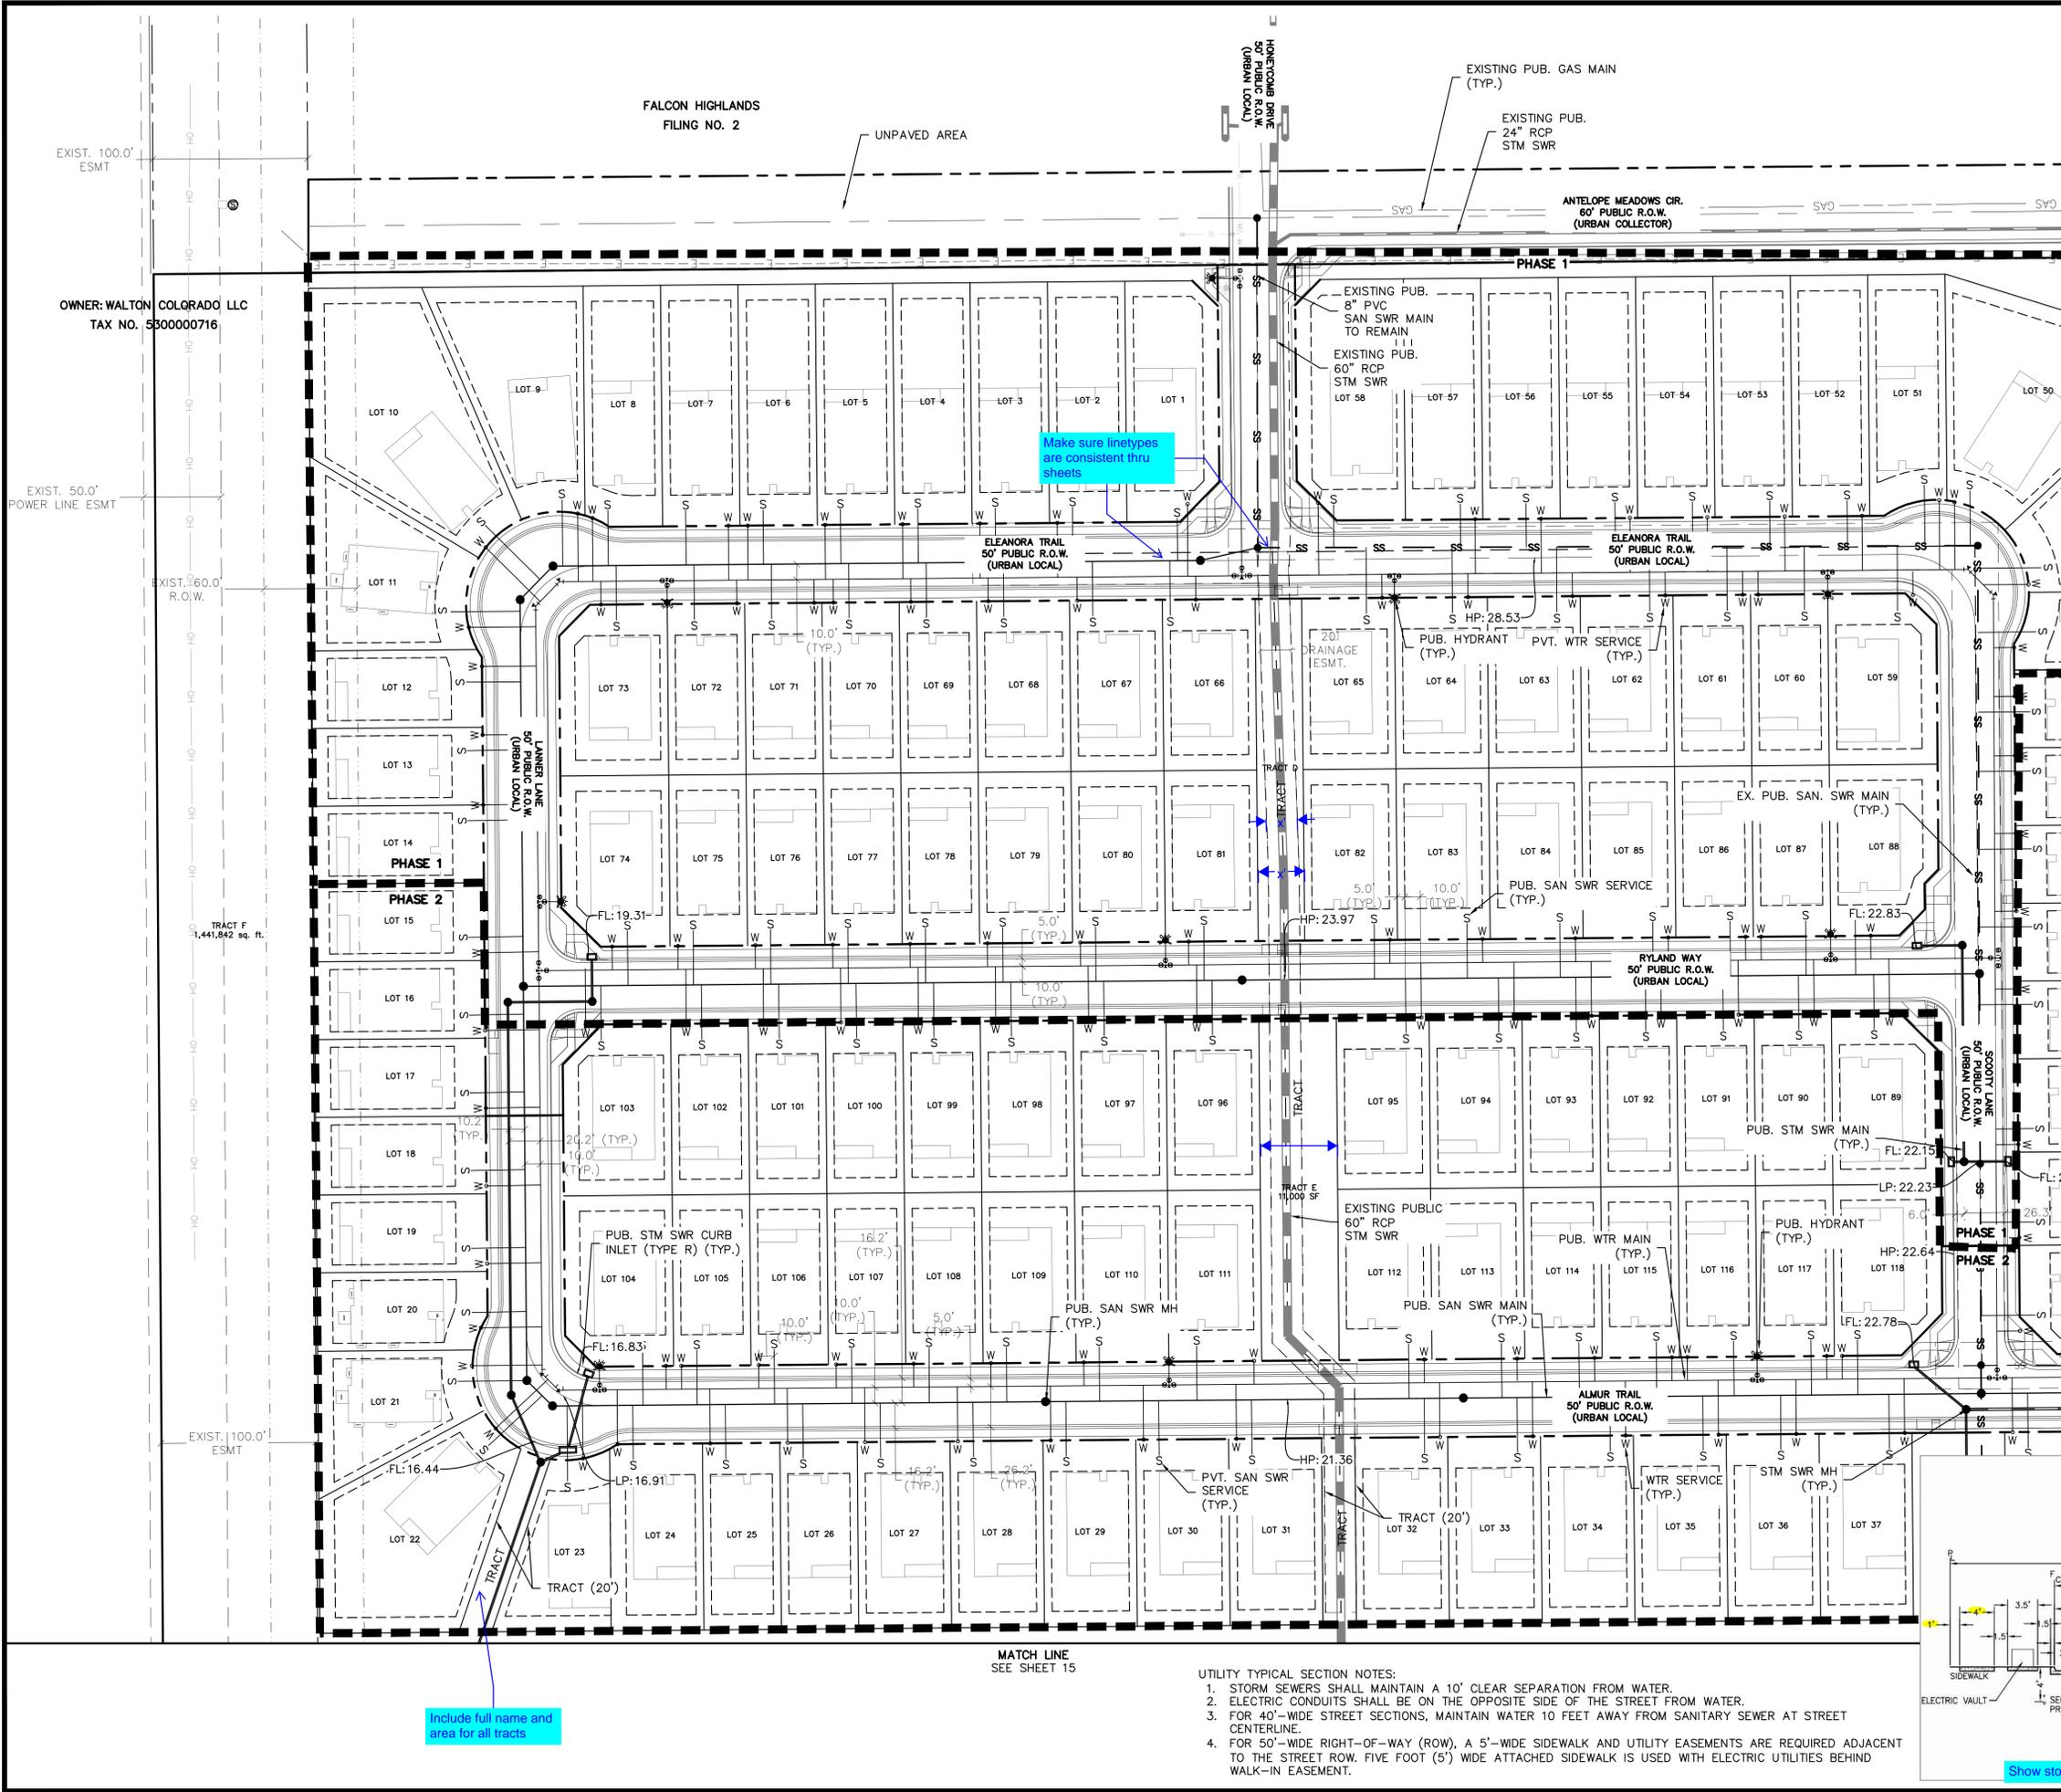 HONEYCOMB DRIVE
50' PUBLIC R.O.W.
(URBAN LOCAL)
EXISTING PUB. GAS MAIN
(TYP.)
FALCON HIGHLANDS
FILING NO. 2
UNPAVED AREA
EXISTING PUB.
24" RCP
STM SWR
EXIST. 100.0'
ESMT
ANTELOPE MEADOWS CIR.
60' PUBLIC R.O.W.
(URBAN COLLECTOR)
GAS
GAS
GAS
PHASE 1
OWNER: WALTON COLORADO LLC
TAX NO. 5300000716
EXISTING PUB.
8" PVC
SAN SWR MAIN
TO REMAIN
EXISTING PUB.
60" RCP
STM SWR
LOT 10
LOT 9
LOT 8
LOT 7
LOT 6
LOT 5
LOT 4
LOT 3
LOT 2
LOT 1
LOT 58
LOT 57
LOT 56
LOT 55
LOT 54
LOT 53
LOT 52
LOT 51
LOT 50
Make sure linetypes
are consistent thru
sheets
EXIST. 50.0'
POWER LINE ESMT
ELEANORA TRAIL
50' PUBLIC R.O.W.
(URBAN LOCAL)
ELEANORA TRAIL
50' PUBLIC R.O.W.
(URBAN LOCAL)
LOT 11
EXIST. 60.0'
R.O.W.
HP: 28.53
10.0'
(TYP.)
20'
DRAINAGE
ESMT.
PUB. HYDRANT
(TYP.)
PVT. WTR SERVICE
(TYP.)
LOT 12
LOT 73
LOT 72
LOT 71
LOT 70
LOT 69
LOT 68
LOT 67
LOT 66
LOT 65
LOT 64
LOT 63
LOT 62
LOT 61
LOT 60
LOT 59
LANNER LANE
50' PUBLIC R.O.W.
(URBAN LOCAL)
LOT 13
TRACT D
TRACT
EX. PUB. SAN. SWR MAIN
(TYP.)
x'
LOT 14
PHASE 1
LOT 74
LOT 75
LOT 76
LOT 77
LOT 78
LOT 79
LOT 80
LOT 81
LOT 82
LOT 83
LOT 84
LOT 85
LOT 86
LOT 87
LOT 88
x'
PHASE 2
5.0'
(TYP.)
10.0'
(TYP.)
PUB. SAN SWR SERVICE
(TYP.)
LOT 15
FL: 19.31
5.0'
(TYP.)
HP: 23.97
FL: 22.83
TRACT F
1,441,842 sq. ft.
RYLAND WAY
50' PUBLIC R.O.W.
(URBAN LOCAL)
LOT 16
10.0'
(TYP.)
SCOOTY LANE
50' PUBLIC R.O.W.
(URBAN LOCAL)
LOT 17
LOT 103
LOT 102
LOT 101
LOT 100
LOT 99
LOT 98
LOT 97
LOT 96
TRACT
LOT 95
LOT 94
LOT 93
LOT 92
LOT 91
LOT 90
LOT 89
10.2'
(TYP.)
20.2' (TYP.)
10.0'
(TYP.)
PUB. STM SWR MAIN
(TYP.)
FL: 22.15
LOT 18
LP: 22.23
TRACT E
11,000 SF
EXISTING PUBLIC
60" RCP
STM SWR
6.0'
26.3'
LOT 19
PUB. STM SWR CURB
INLET (TYPE R) (TYP.)
16.2'
(TYP.)
PUB. WTR MAIN
(TYP.)
PUB. HYDRANT
(TYP.)
PHASE 1
HP: 22.64
PHASE 2
LOT 104
LOT 105
LOT 106
LOT 107
LOT 108
LOT 109
LOT 110
LOT 111
LOT 112
LOT 113
LOT 114
LOT 115
LOT 116
LOT 117
LOT 118
LOT 20
10.0'
(TYP.)
10.0'
(TYP.)
5.0'
(TYP.)
PUB. SAN SWR MH
(TYP.)
PUB. SAN SWR MAIN
(TYP.)
FL: 22.78
FL: 16.83
LOT 21
ALMUR TRAIL
50' PUBLIC R.O.W.
(URBAN LOCAL)
EXIST. 100.0'
ESMT
FL: 16.44
LP: 16.91
16.2'
(TYP.)
26.2'
(TYP.)
PVT. SAN SWR
SERVICE
(TYP.)
HP: 21.36
WTR SERVICE
(TYP.)
STM SWR MH
(TYP.)
TRACT (20')
LOT 22
LOT 23
LOT 24
LOT 25
LOT 26
LOT 27
LOT 28
LOT 29
LOT 30
LOT 31
TRACT
LOT 32
LOT 33
LOT 34
LOT 35
LOT 36
LOT 37
TRACT
TRACT (20')
1'
4'
3.5'
1.5'
1.5'
SIDEWALK
4'
ELECTRIC VAULT
MATCH LINE
SEE SHEET 15
Include full name and
area for all tracts
UTILITY TYPICAL SECTION NOTES:
1. STORM SEWERS SHALL MAINTAIN A 10' CLEAR SEPARATION FROM WATER.
2. ELECTRIC CONDUITS SHALL BE ON THE OPPOSITE SIDE OF THE STREET FROM WATER.
3. FOR 40'-WIDE STREET SECTIONS, MAINTAIN WATER 10 FEET AWAY FROM SANITARY SEWER AT STREET
CENTERLINE.
4. FOR 50'-WIDE RIGHT-OF-WAY (ROW), A 5'-WIDE SIDEWALK AND UTILITY EASEMENTS ARE REQUIRED ADJACENT
TO THE STREET ROW. FIVE FOOT (5') WIDE ATTACHED SIDEWALK IS USED WITH ELECTRIC UTILITIES BEHIND
WALK-IN EASEMENT.
Show sto